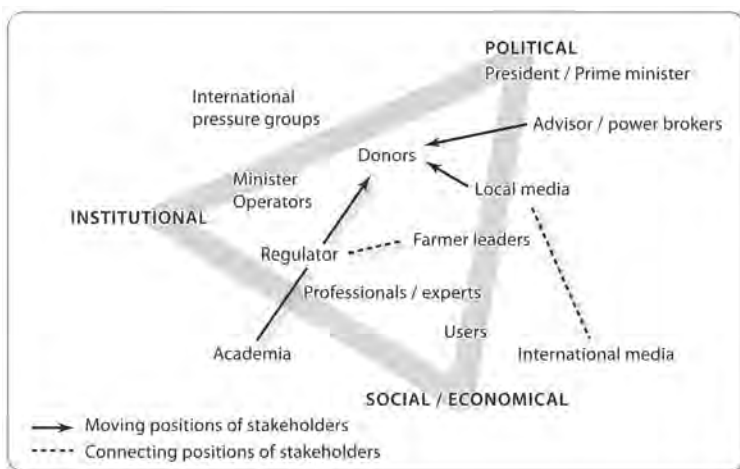 POLITICAL
President / Prime minister
International
pressure groups
Advisor / power brokers
Donors
Minister
Operators
Local media
INSTITUTIONAL
Regulator
Farmer leaders
Professionals / experts
Users
Academia
International media
SOCIAL / ECONOMICAL
Moving positions of stakeholders
Connecting positions of stakeholders